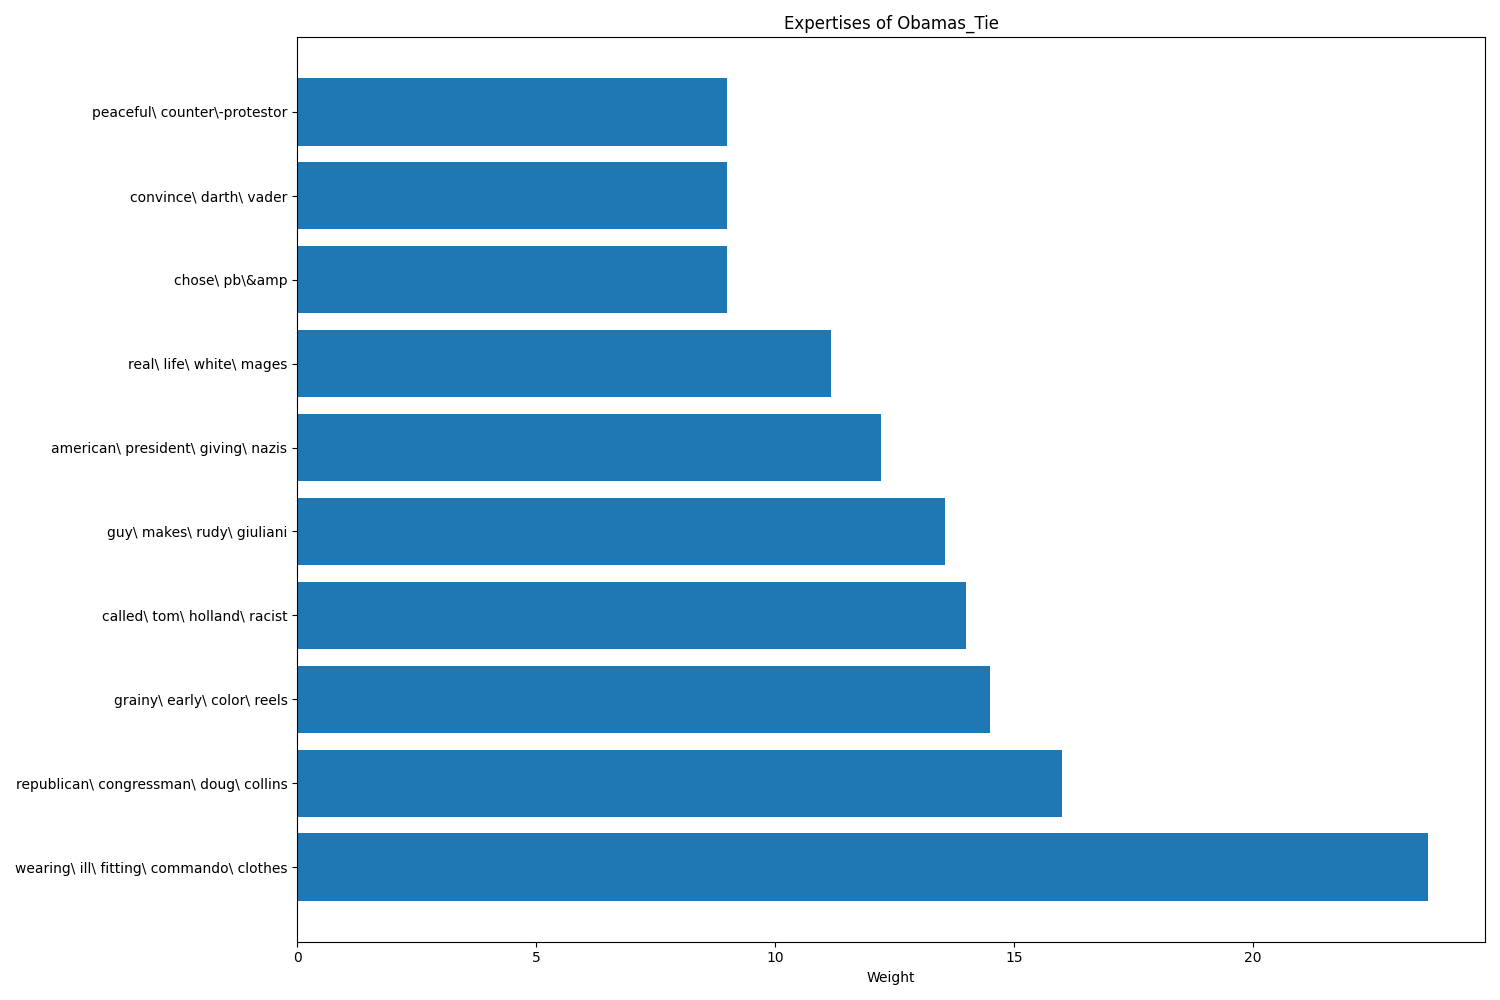 Expertises of Obamas_Tie
peaceful\ counter\-protestor
convince\ darth\ vader
chose\ pb\&amp
real\ life\ white\ mages
american\ president\ giving\ nazis
guy\ makes\ rudy\ giuliani
called\ tom\ holland\ racist
grainy\ early\ color\ reels
republican\ congressman\ doug\ collins
wearing\ ill\ fitting\ commando\ clothes
0 5 10 15 20
Weight